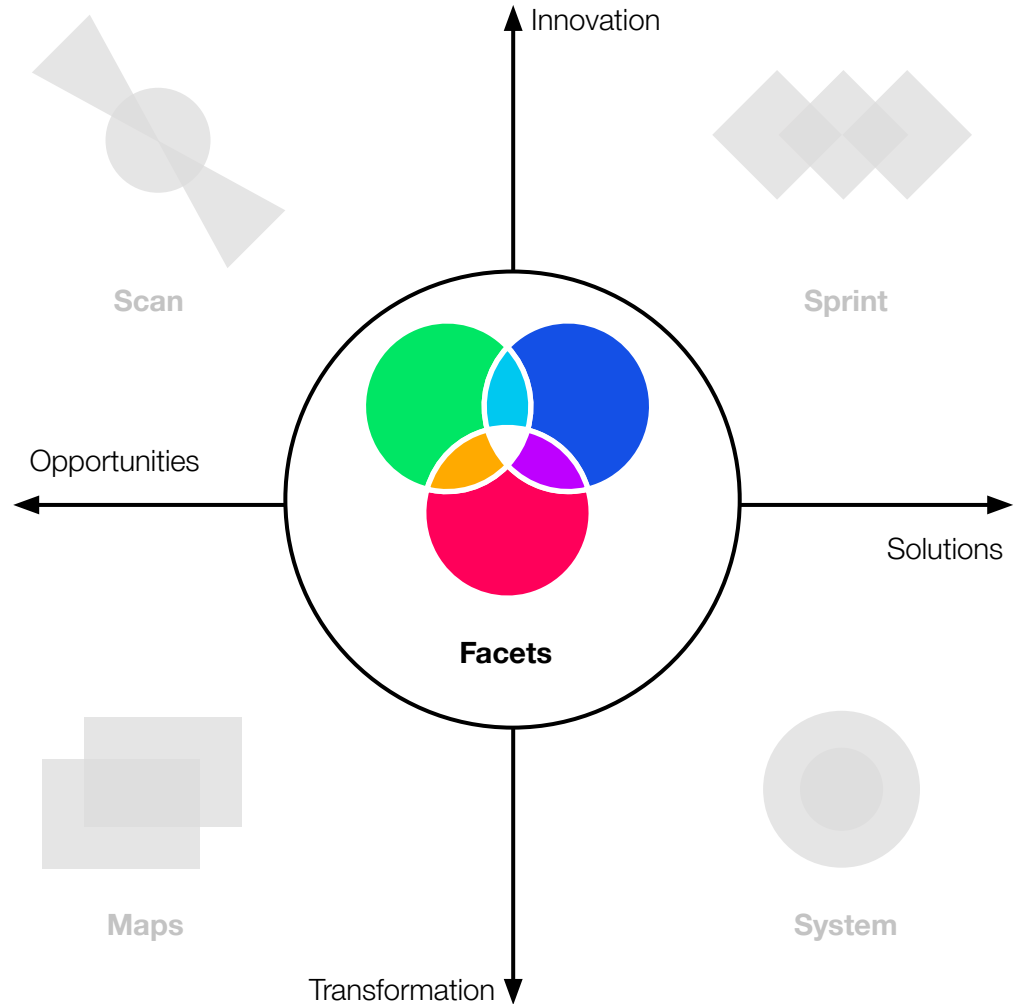 Innovation
Scan
Sprint
Opportunities
Solutions
Facets
Maps
System
Transformation